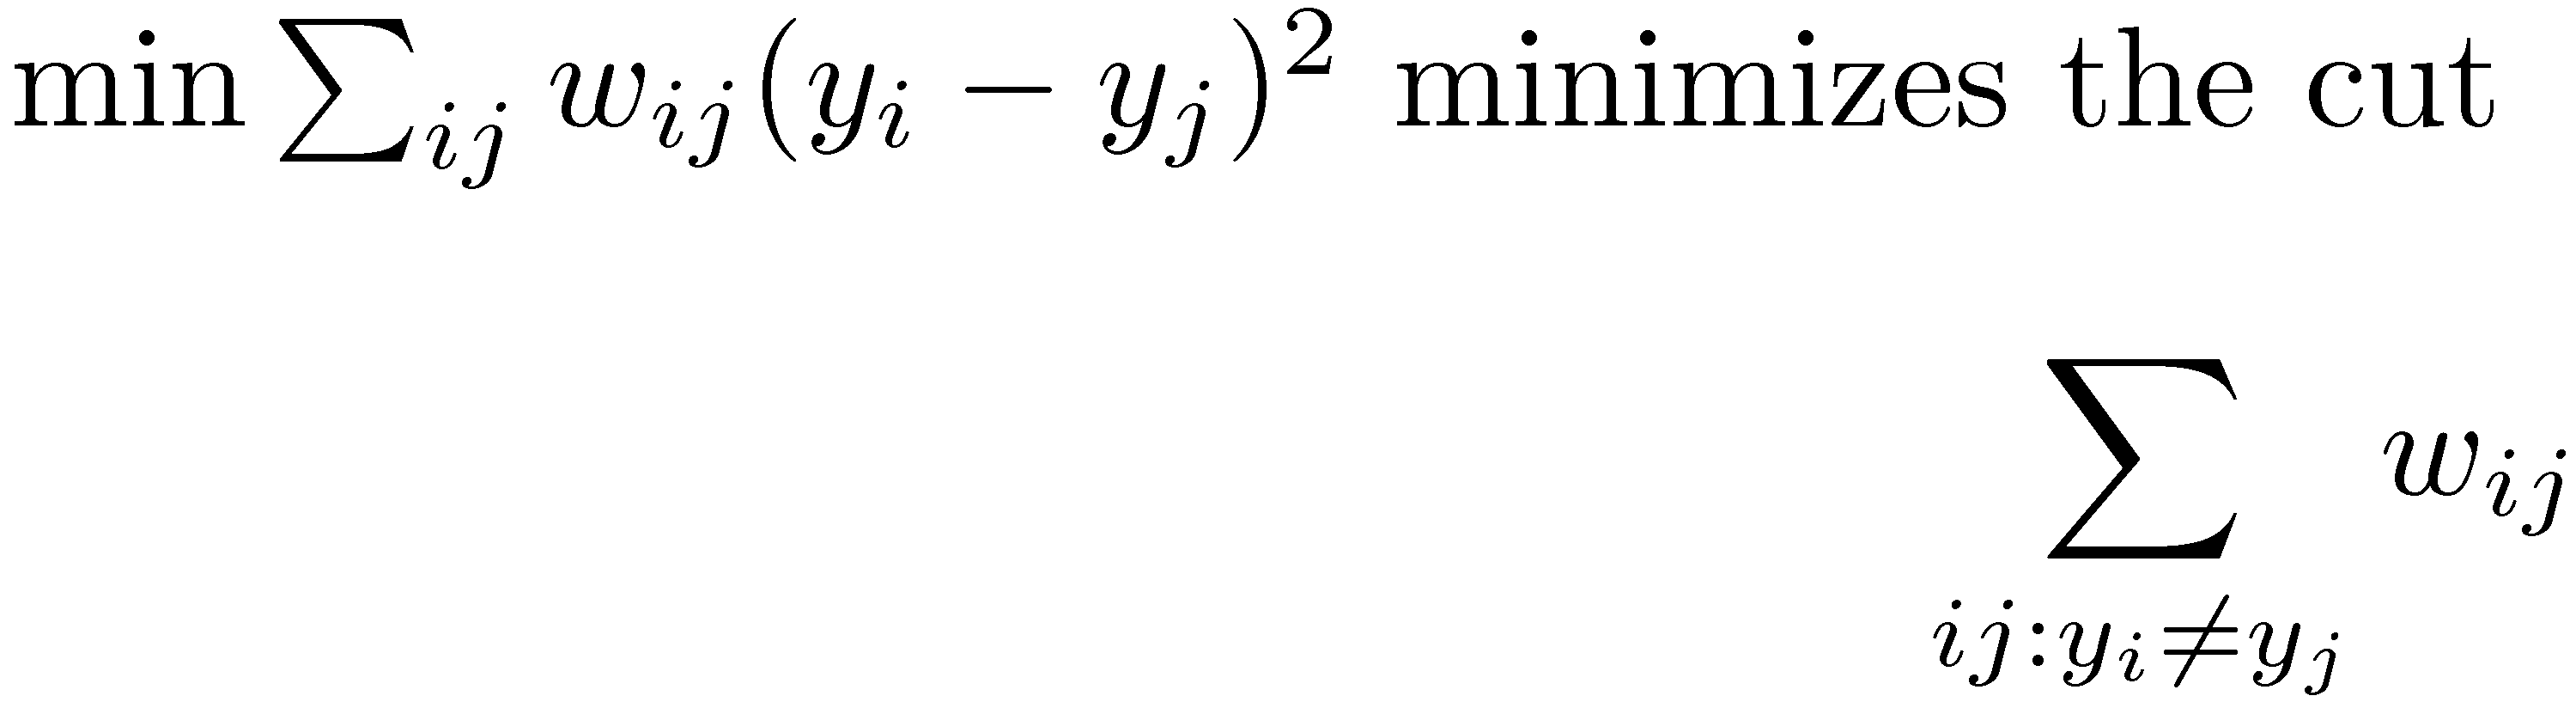 min ∑_{ij} w_{ij}(y_i − y_j)^2 minimizes the cut
∑_{ij:y_i≠y_j} w_{ij}